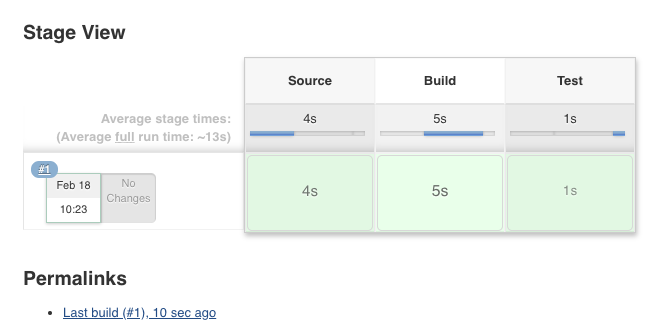 Stage View
Source Build Test
Average stage times: 4s 5s 1s
(Average full run time: ~13s)
#1
Feb 18 No Changes
10:23
4s 5s 1s
Permalinks
Last build (#1), 10 sec ago